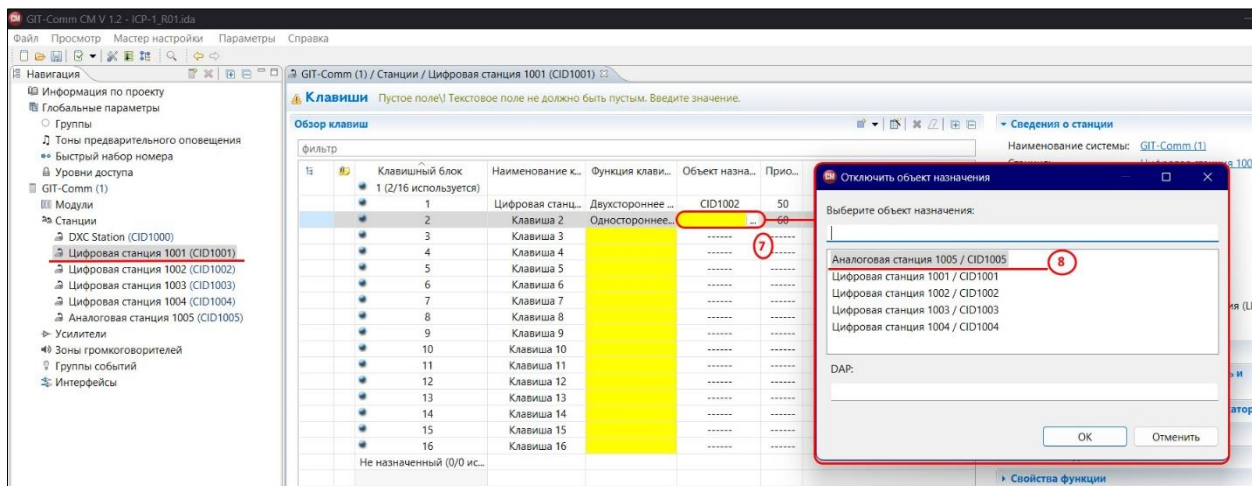 GIT-Comm CM V 1.2 - ICP-1_R01.ida
Файл Просмотр Мастер настройки Параметры Справка
Навигация
Информация по проекту
Глобальные параметры
Группы
Тоны предварительного оповещения
Быстрый набор номера
Уровни доступа
GIT-Comm (1)
Модули
Станции
DXC Station (CID1000)
Цифровая станция 1001 (CID1001)
Цифровая станция 1002 (CID1002)
Цифровая станция 1003 (CID1003)
Цифровая станция 1004 (CID1004)
Аналоговая станция 1005 (CID1005)
Усилители
Зоны громкоговорителей
Группы событий
Интерфейсы
GIT-Comm (1) / Станции / Цифровая станция 1001 (CID1001)
Клавиши Пустое поле\! Текстовое поле не должно быть пустым. Введите значение.
Обзор клавиш
фильтр
Клавишный блок Наименование к... Функция клави... Объект назна... Прио...
1 (2/16 используется)
1 Цифровая станц... Двухстороннее ... CID1002 50
2 Клавиша 2 Одностороннее... ... 60
3 Клавиша 3 ------ ------
4 Клавиша 4 ------ ------
5 Клавиша 5 ------ ------
6 Клавиша 6 ------ ------
7 Клавиша 7 ------ ------
8 Клавиша 8 ------ ------
9 Клавиша 9 ------ ------
10 Клавиша 10 ------ ------
11 Клавиша 11 ------ ------
12 Клавиша 12 ------ ------
13 Клавиша 13 ------ ------
14 Клавиша 14 ------ ------
15 Клавиша 15 ------ ------
16 Клавиша 16 ------ ------
Не назначенный (0/0 ис...
7
Сведения о станции
Наименование системы: GIT-Comm (1)
Отключить объект назначения
Выберите объект назначения:
Аналоговая станция 1005 / CID1005
8
Цифровая станция 1001 / CID1001
Цифровая станция 1002 / CID1002
Цифровая станция 1003 / CID1003
Цифровая станция 1004 / CID1004
DAP:
OK Отменить
Свойства функции